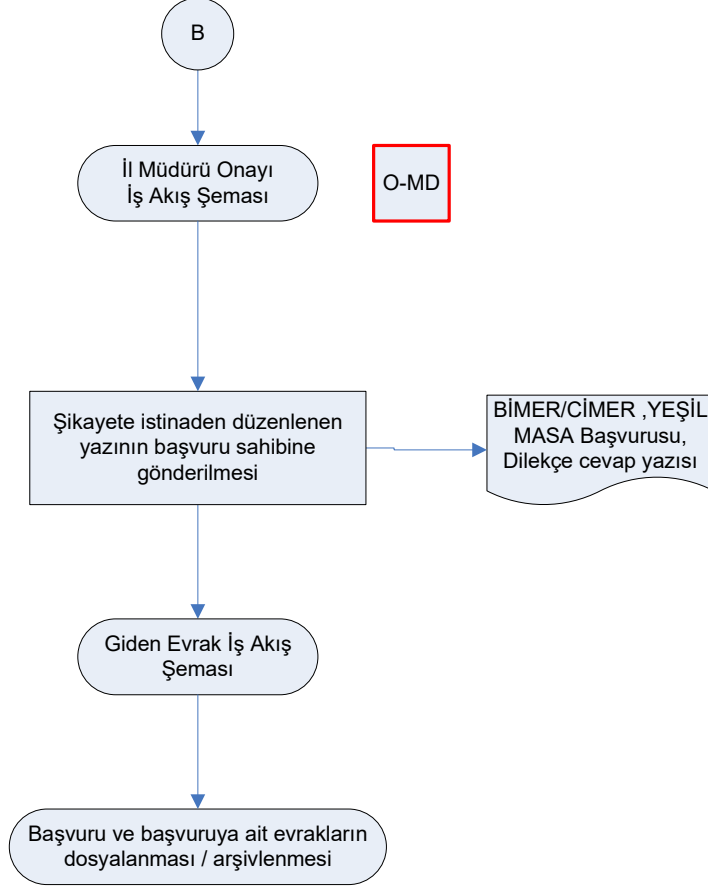 B
İl Müdürü Onayı
İş Akış Şeması
O-MD
Şikayete istinaden düzenlenen
yazının başvuru sahibine
gönderilmesi
BİMER/CİMER ,YEŞİL
MASA Başvurusu,
Dilekçe cevap yazısı
Giden Evrak İş Akış
Şeması
Başvuru ve başvuruya ait evrakların
dosyalanması / arşivlenmesi